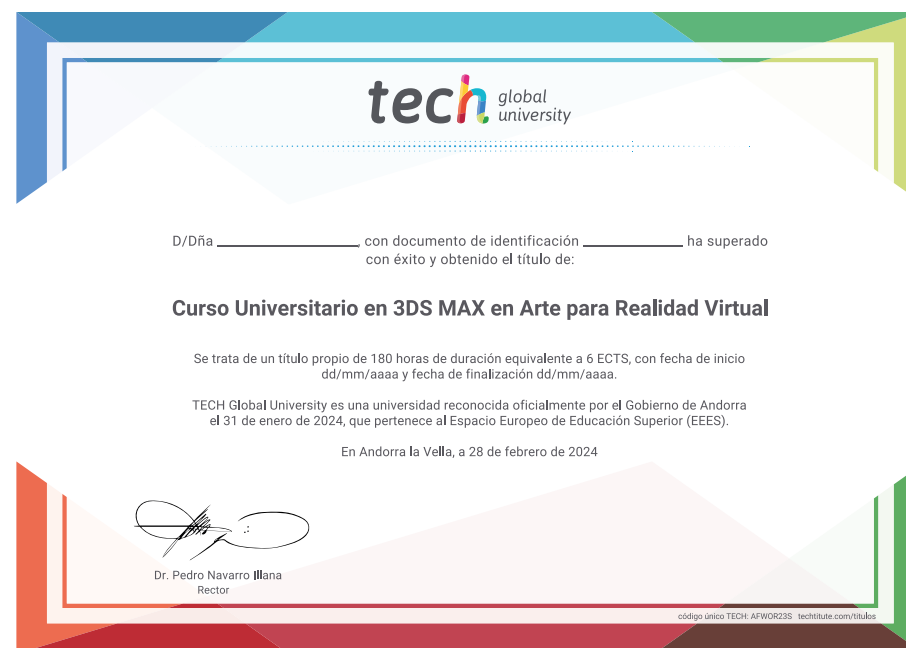 tech global university
D/Dña ______________, con documento de identificación ______________ ha superado
con éxito y obtenido el título de:
Curso Universitario en 3DS MAX en Arte para Realidad Virtual
Se trata de un título propio de 180 horas de duración equivalente a 6 ECTS, con fecha de inicio
dd/mm/aaaa y fecha de finalización dd/mm/aaaa.
TECH Global University es una universidad reconocida oficialmente por el Gobierno de Andorra
el 31 de enero de 2024, que pertenece al Espacio Europeo de Educación Superior (EEES).
En Andorra la Vella, a 28 de febrero de 2024
Dr. Pedro Navarro Illana
Rector
código único TECH: AFWOR23S techtitute.com/titulos